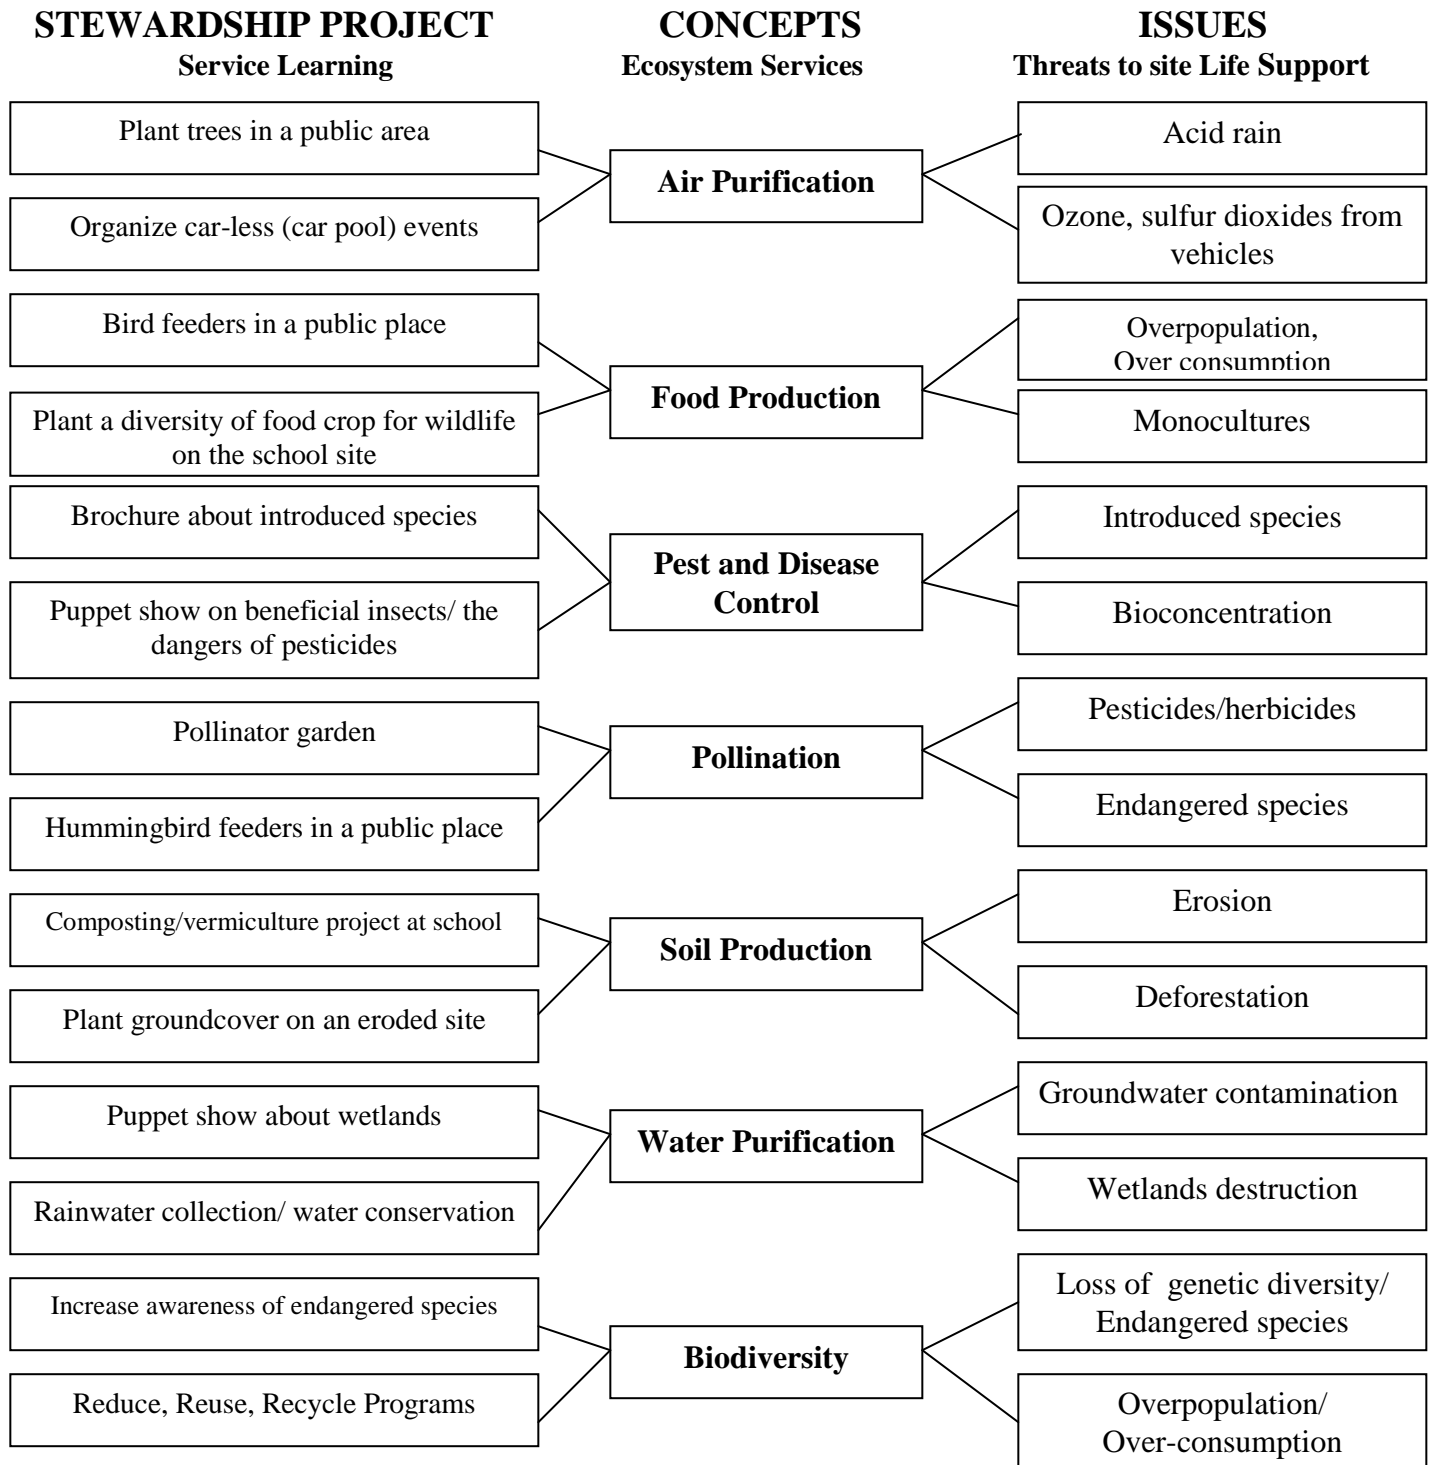 STEWARDSHIP PROJECT
Service Learning
CONCEPTS
Ecosystem Services
ISSUES
Threats to site Life Support
Plant trees in a public area
Organize car-less (car pool) events
Air Purification
Acid rain
Ozone, sulfur dioxides from
vehicles
Bird feeders in a public place
Plant a diversity of food crop for wildlife
on the school site
Food Production
Overpopulation,
Over consumption
Monocultures
Brochure about introduced species
Puppet show on beneficial insects/ the
dangers of pesticides
Pest and Disease
Control
Introduced species
Bioconcentration
Pollinator garden
Hummingbird feeders in a public place
Pollination
Pesticides/herbicides
Endangered species
Composting/vermiculture project at school
Plant groundcover on an eroded site
Soil Production
Erosion
Deforestation
Puppet show about wetlands
Rainwater collection/ water conservation
Water Purification
Groundwater contamination
Wetlands destruction
Increase awareness of endangered species
Reduce, Reuse, Recycle Programs
Biodiversity
Loss of  genetic diversity/
Endangered species
Overpopulation/
Over-consumption